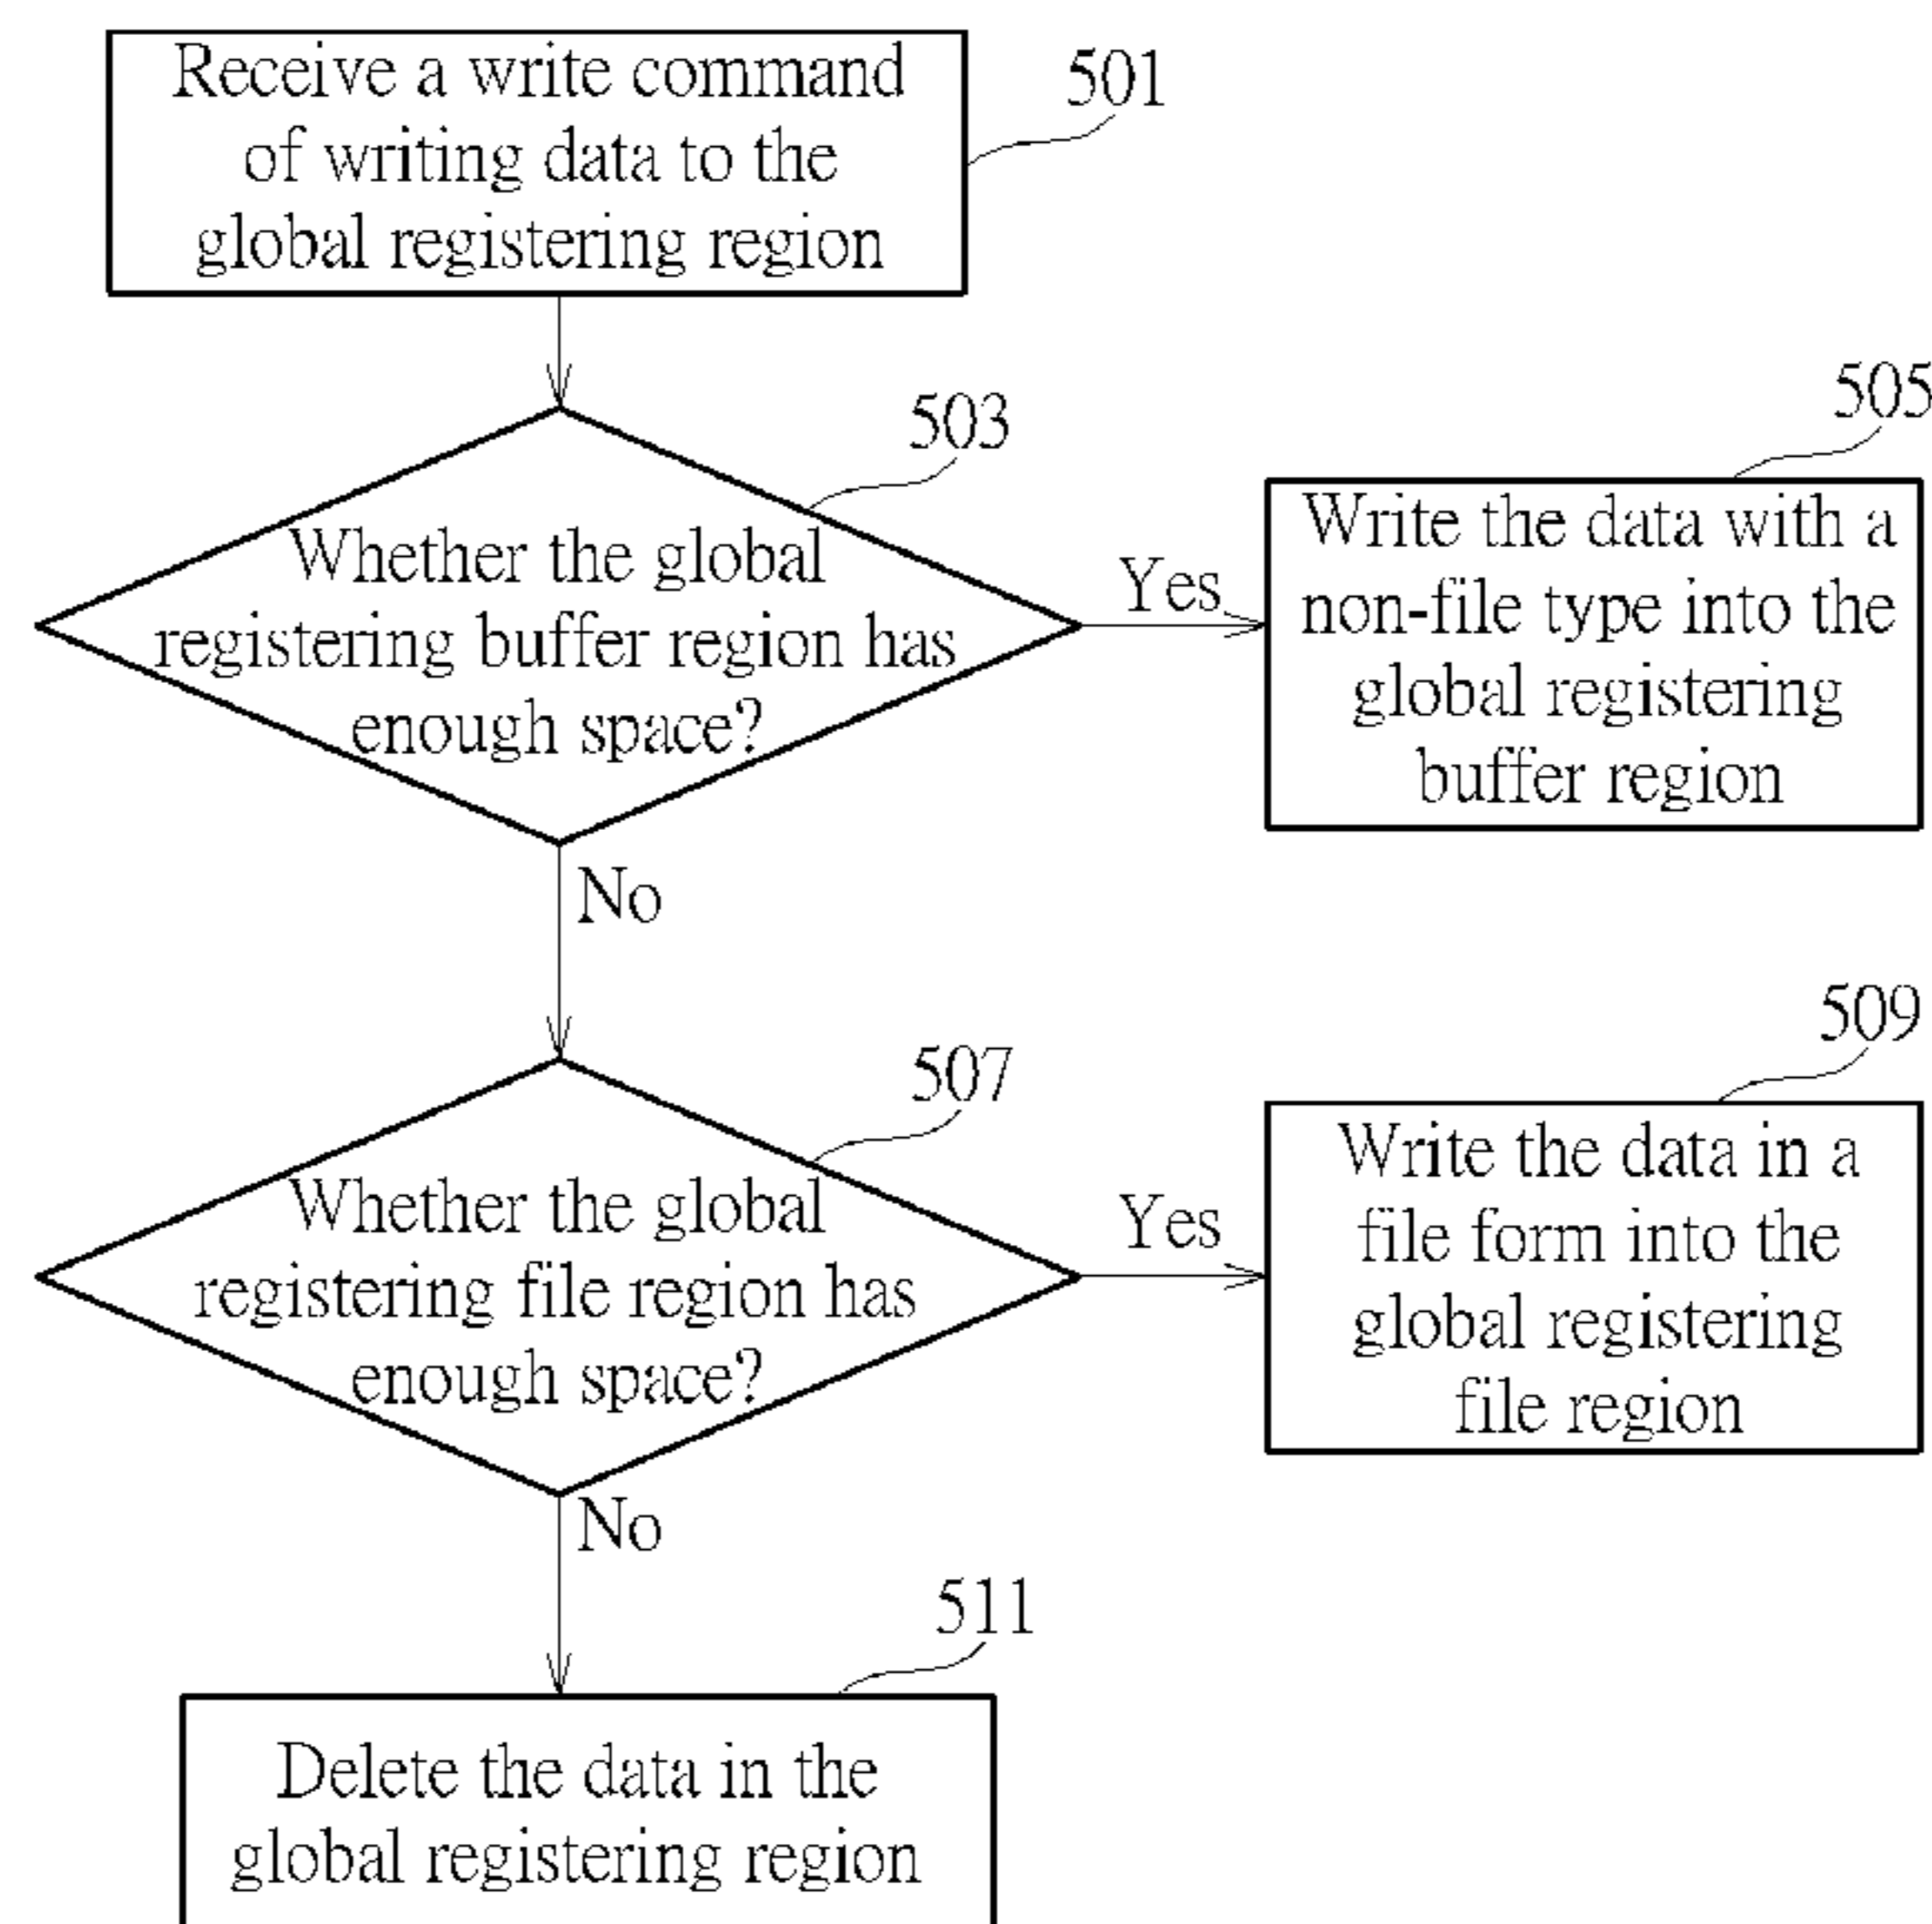 Receive a write command
of writing data to the
global registering region
501
503
Whether the global
registering buffer region has
enough space?
Yes
505
Write the data with a
non-file type into the
global registering
buffer region
No
507
Whether the global
registering file region has
enough space?
Yes
509
Write the data in a
file form into the
global registering
file region
No
511
Delete the data in the
global registering region